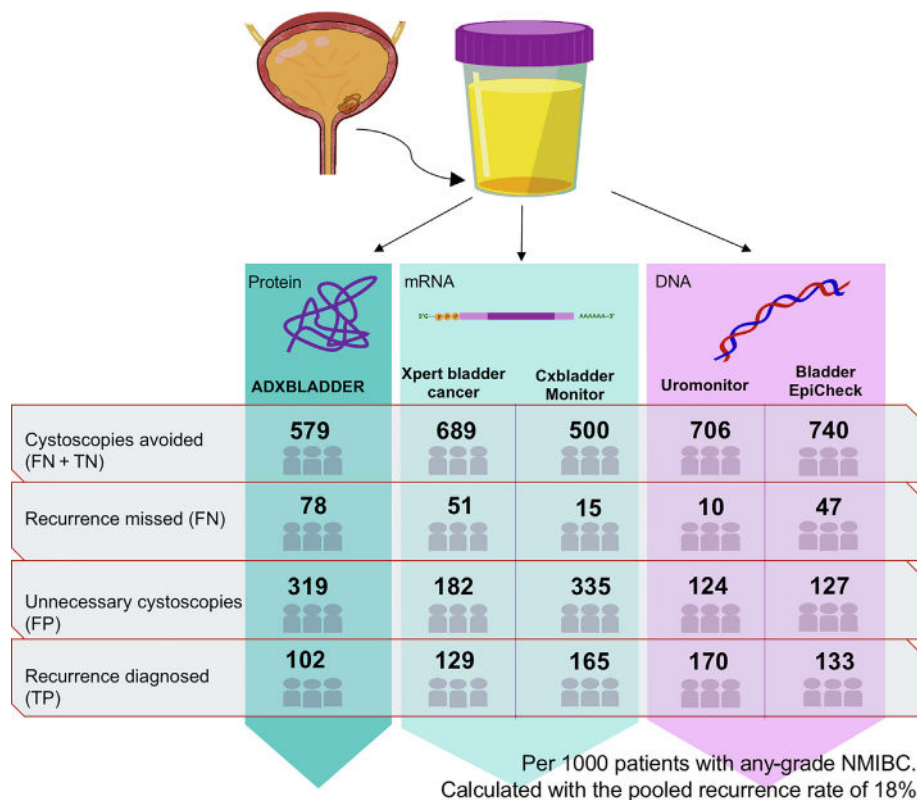 Protein
mRNA
DNA
5'G
P P P
AAAAAA-3'
ADXBLADDER
Xpert bladder
cancer
Cxbladder
Monitor
Uromonitor
Bladder
EpiCheck
Cystoscopies avoided
(FN + TN)
579
689
500
706
740
Recurrence missed (FN)
78
51
15
10
47
Unnecessary cystoscopies
(FP)
319
182
335
124
127
Recurrence diagnosed
(TP)
102
129
165
170
133
Per 1000 patients with any-grade NMIBC.
Calculated with the pooled recurrence rate of 18%